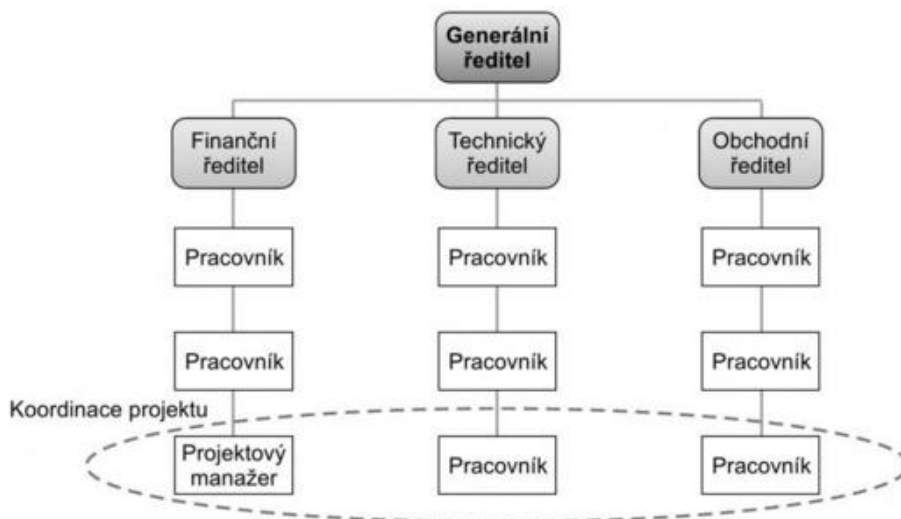 Generální
ředitel
Finanční
ředitel
Technický
ředitel
Obchodní
ředitel
Pracovník
Pracovník
Pracovník
Pracovník
Pracovník
Pracovník
Koordinace projektu
Projektový
manažer
Pracovník
Pracovník